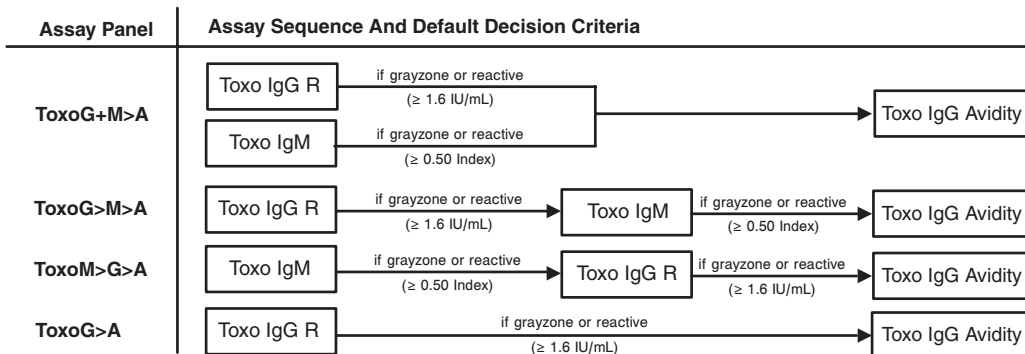 Assay Panel
Assay Sequence And Default Decision Criteria
ToxoG+M>A
Toxo IgG R
if grayzone or reactive
(≥ 1.6 IU/mL)
Toxo IgM
if grayzone or reactive
(≥ 0.50 Index)
Toxo IgG Avidity
ToxoG>M>A
Toxo IgG R
if grayzone or reactive
(≥ 1.6 IU/mL)
Toxo IgM
if grayzone or reactive
(≥ 0.50 Index)
Toxo IgG Avidity
ToxoM>G>A
Toxo IgM
if grayzone or reactive
(≥ 0.50 Index)
Toxo IgG R
if grayzone or reactive
(≥ 1.6 IU/mL)
Toxo IgG Avidity
ToxoG>A
Toxo IgG R
if grayzone or reactive
(≥ 1.6 IU/mL)
Toxo IgG Avidity